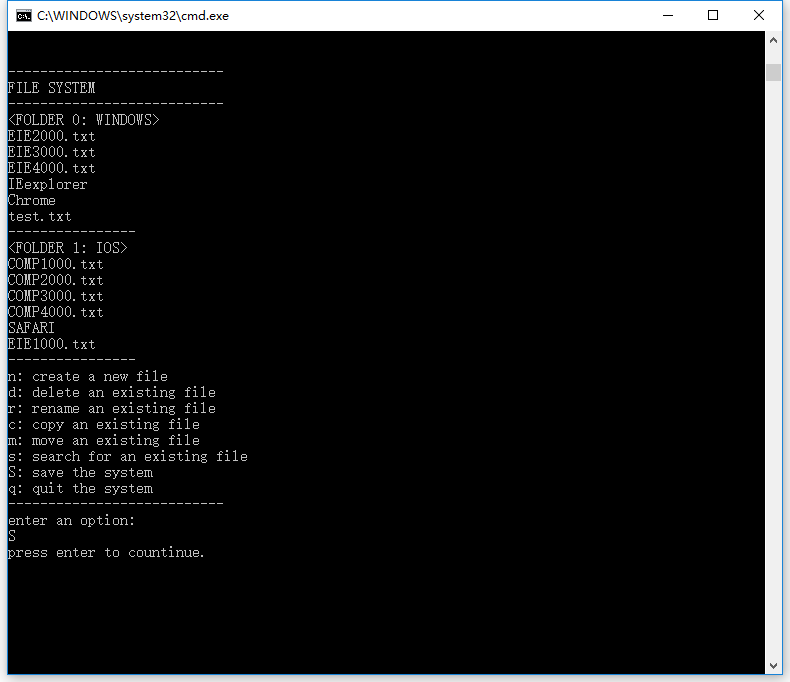 C:\WINDOWS\system32\cmd.exe
---------------------------
FILE SYSTEM
---------------------------
<FOLDER 0: WINDOWS>
EIE2000.txt
EIE3000.txt
EIE4000.txt
IEexplorer
Chrome
test.txt
----------------
<FOLDER 1: IOS>
COMP1000.txt
COMP2000.txt
COMP3000.txt
COMP4000.txt
SAFARI
EIE1000.txt
----------------
n: create a new file
d: delete an existing file
r: rename an existing file
c: copy an existing file
m: move an existing file
s: search for an existing file
S: save the system
q: quit the system
---------------------------
enter an option:
S
press enter to countinue.